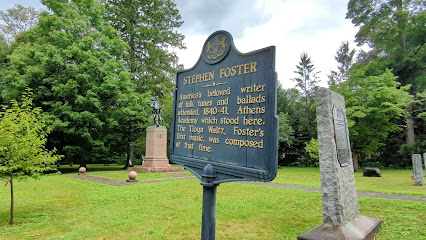 STEPHEN FOSTER
America's beloved writer
of folk tunes and ballads
attended, 1840-41, Athens
Academy which stood here.
The Tioga Waltz, Foster's
first music, was composed
at that time.